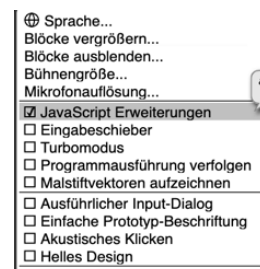 Sprache...
Blöcke vergrößern...
Blöcke ausblenden...
Bühnengröße...
Mikrofonauflösung...
JavaScript Erweiterungen
Eingabeschieber
Turbomodus
Programmausführung verfolgen
Malstiftvektoren aufzeichnen
Ausführlicher Input-Dialog
Einfache Prototyp-Beschriftung
Akustisches Klicken
Helles Design